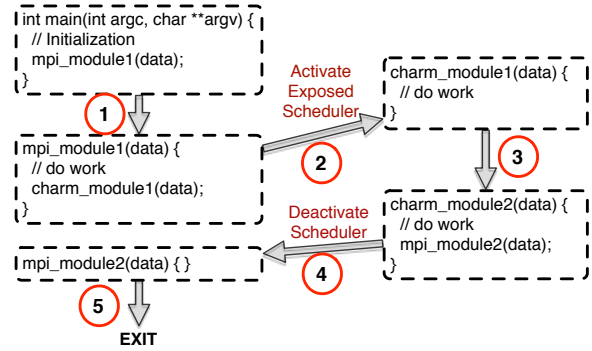 int main(int argc, char **argv) {
// Initialization
mpi_module1(data);
}
1
mpi_module1(data) {
// do work
charm_module1(data);
}
Activate
Exposed
Scheduler
2
charm_module1(data) {
// do work
}
3
charm_module2(data) {
// do work
mpi_module2(data);
}
Deactivate
Scheduler
4
mpi_module2(data) { }
5
EXIT